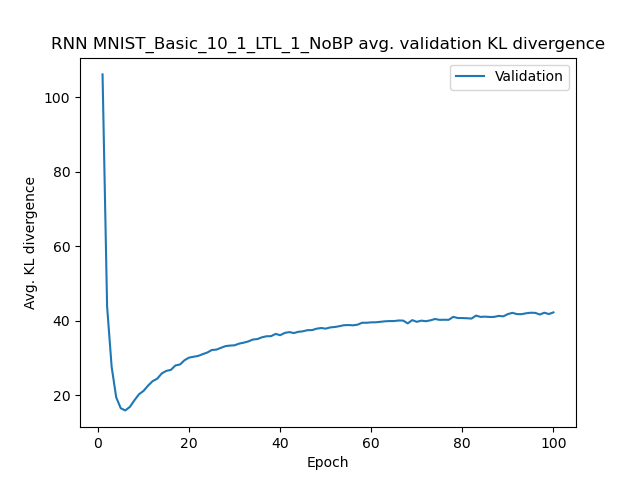 RNN MNIST_Basic_10_1_LTL_1_NoBP avg. validation KL divergence
Validation
Avg. KL divergence
100
80
60
40
20
0 20 40 60 80 100
Epoch